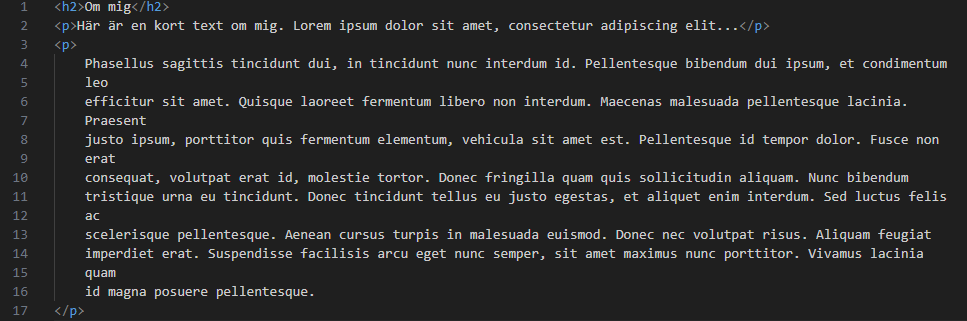 1 <h2>Om mig</h2>
2 <p>Här är en kort text om mig. Lorem ipsum dolor sit amet, consectetur adipiscing elit...</p>
3 <p>
4 Phasellus sagittis tincidunt dui, in tincidunt nunc interdum id. Pellentesque bibendum dui ipsum, et condimentum
5 leo
6 efficitur sit amet. Quisque laoreet fermentum libero non interdum. Maecenas malesuada pellentesque lacinia.
7 Praesent
8 justo ipsum, porttitor quis fermentum elementum, vehicula sit amet est. Pellentesque id tempor dolor. Fusce non
9 erat
10 consequat, volutpat erat id, molestie tortor. Donec fringilla quam quis sollicitudin aliquam. Nunc bibendum
11 tristique urna eu tincidunt. Donec tincidunt tellus eu justo egestas, et aliquet enim interdum. Sed luctus felis
12 ac
13 scelerisque pellentesque. Aenean cursus turpis in malesuada euismod. Donec nec volutpat risus. Aliquam feugiat
14 imperdiet erat. Suspendisse facilisis arcu eget nunc semper, sit amet maximus nunc porttitor. Vivamus lacinia
15 quam
16 id magna posuere pellentesque.
17 </p>